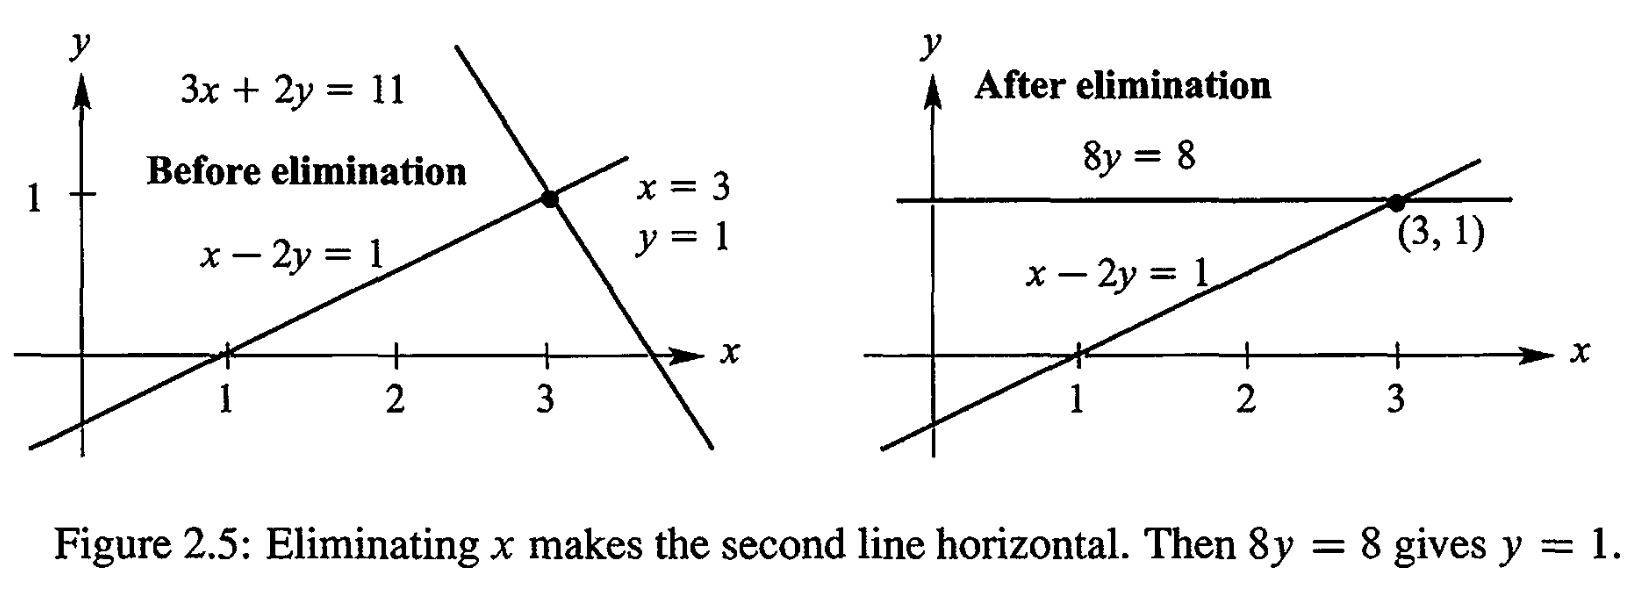 y
3x + 2y = 11
Before elimination
1
x = 3
y = 1
x − 2y = 1
x
1 2 3
y
After elimination
8y = 8
(3, 1)
x − 2y = 1
x
1 2 3
Figure 2.5: Eliminating x makes the second line horizontal. Then 8y = 8 gives y = 1.